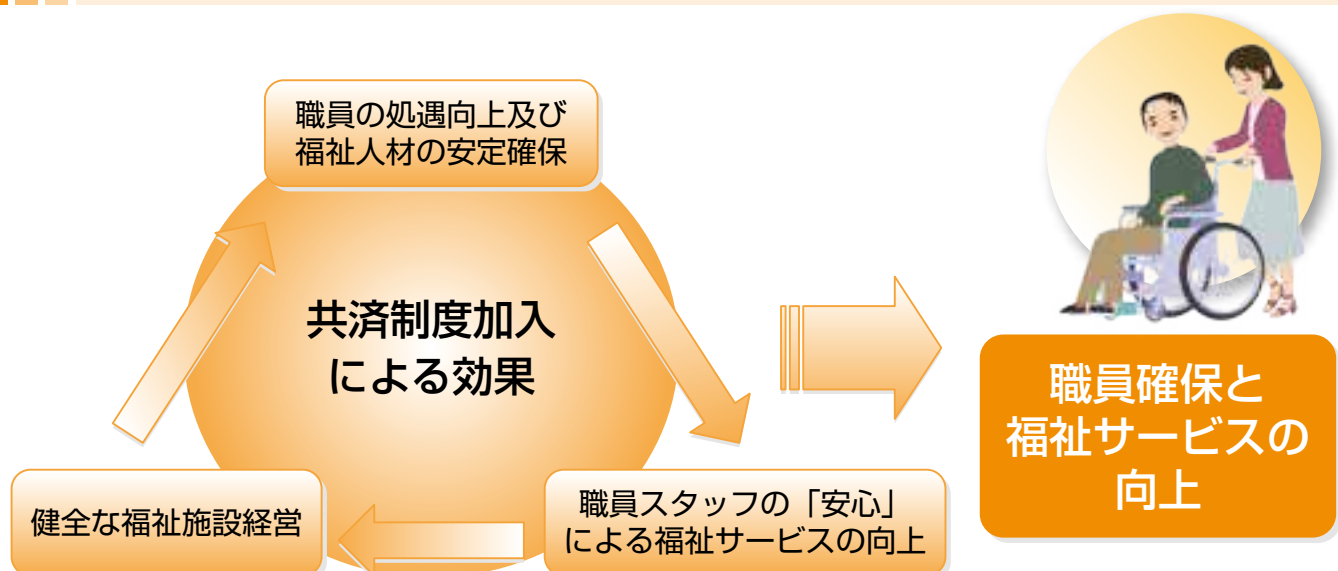 職員の処遇向上及び
福祉人材の安定確保
共済制度加入
による効果
健全な福祉施設経営
職員スタッフの「安心」
による福祉サービスの向上
職員確保と
福祉サービスの
向上